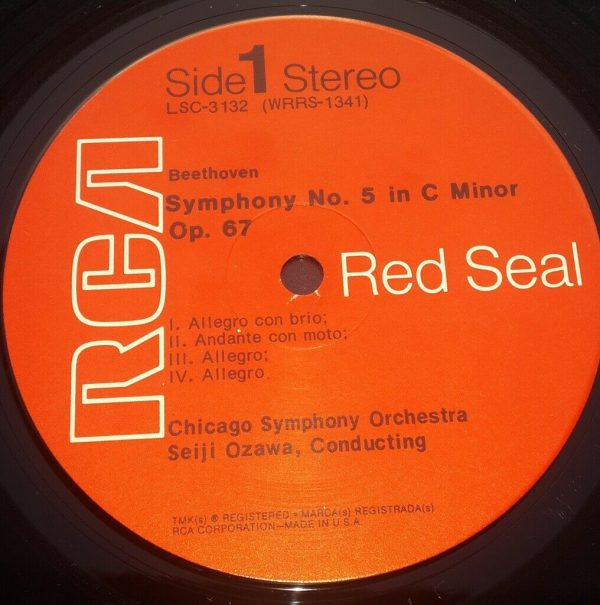 Side 1 Stereo
LSC-3132 (WRRS-1341)
Beethoven
Symphony No. 5 in C Minor
Op. 67
RCA
Red Seal
I. Allegro con brio;
II. Andante con moto;
III. Allegro;
IV. Allegro.
Chicago Symphony Orchestra
Seiji Ozawa, Conducting
TMK(s) ® REGISTERED • MARCA(s) REGISTRADA(s)
RCA CORPORATION—MADE IN U.S.A.